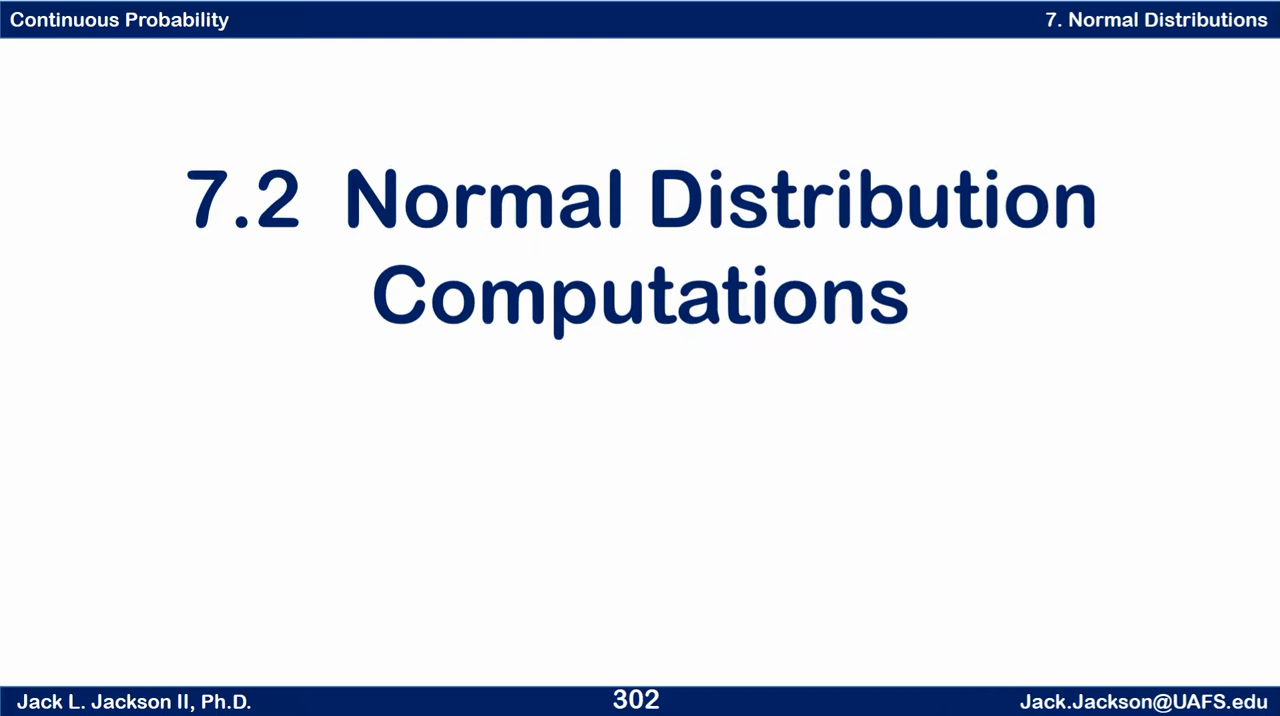 Continuous Probability
7. Normal Distributions
7.2 Normal Distribution
Computations
Jack L. Jackson II, Ph.D.
302
Jack.Jackson@UAFS.edu